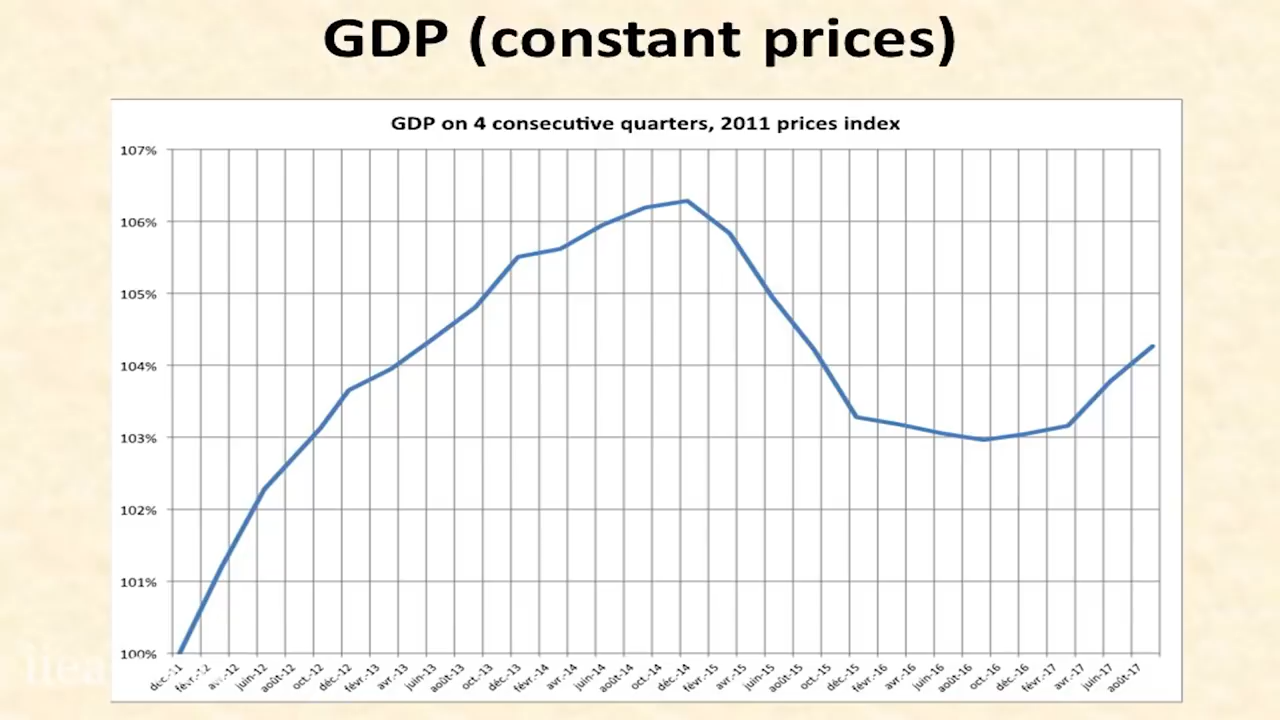 GDP (constant prices)
GDP on 4 consecutive quarters, 2011 prices index
107%
106%
105%
104%
103%
102%
101%
100%
déc.-11
févr.-12
avr.-12
juin-12
août-12
oct.-12
déc.-12
févr.-13
avr.-13
juin-13
août-13
oct.-13
déc.-13
févr.-14
avr.-14
juin-14
août-14
oct.-14
déc.-14
févr.-15
avr.-15
juin-15
août-15
oct.-15
déc.-15
févr.-16
avr.-16
juin-16
août-16
oct.-16
déc.-16
févr.-17
avr.-17
juin-17
août-17